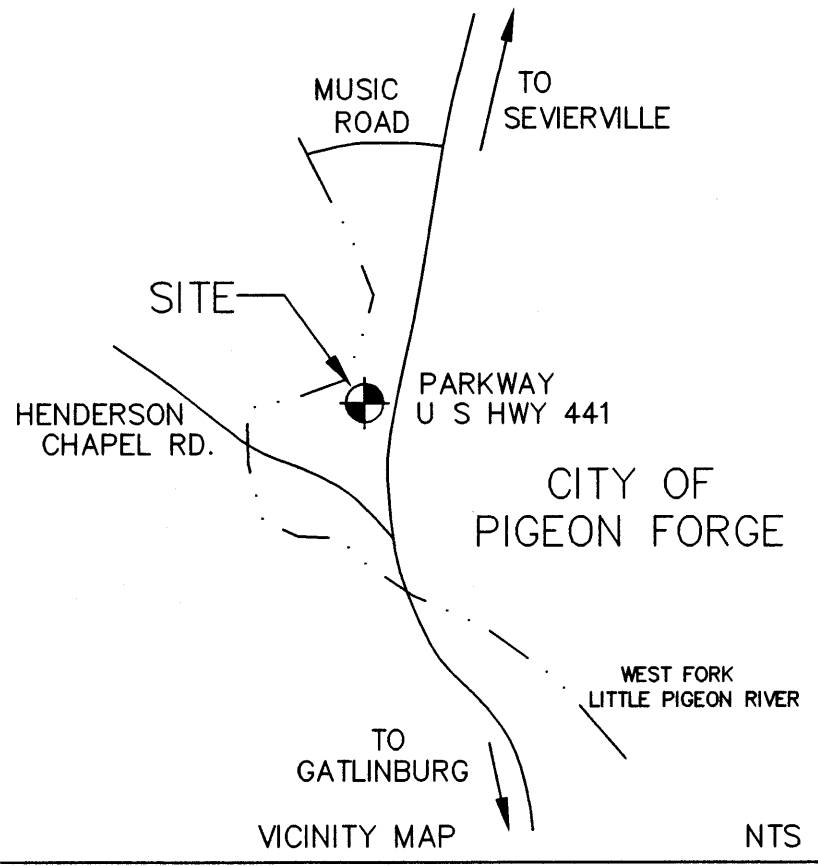 MUSIC
ROAD
TO
SEVIERVILLE
SITE
PARKWAY
U S HWY 441
HENDERSON
CHAPEL RD.
CITY OF
PIGEON FORGE
WEST FORK
LITTLE PIGEON RIVER
TO
GATLINBURG
VICINITY MAP
NTS